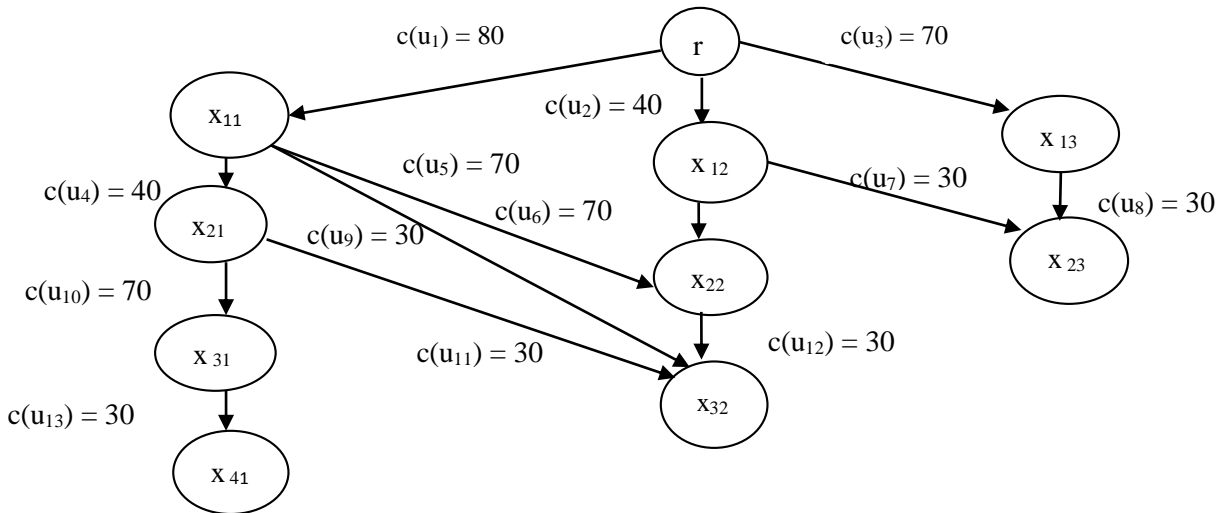 c(u₁) = 80
r
c(u₃) = 70
x₁₁
c(u₂) = 40
x ₁₃
c(u₅) = 70
x ₁₂
c(u₄) = 40
c(u₇) = 30
c(u₆) = 70
c(u₈) = 30
x₂₁
c(u₉) = 30
x ₂₃
x₂₂
c(u₁₀) = 70
c(u₁₁) = 30
c(u₁₂) = 30
x ₃₁
x₃₂
c(u₁₃) = 30
x ₄₁